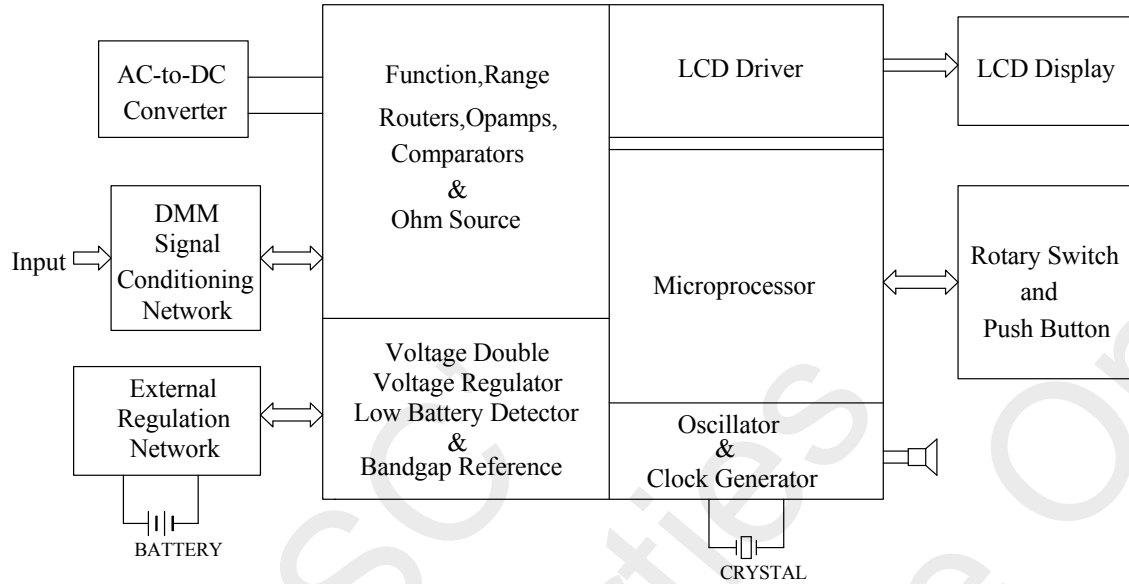 AC-to-DC
Converter
Function,Range
Routers,Opamps,
Comparators
&
Ohm Source
LCD Driver
LCD Display
Input
DMM
Signal
Conditioning
Network
Microprocessor
Rotary Switch
and
Push Button
External
Regulation
Network
Voltage Double
Voltage Regulator
Low Battery Detector
&
Bandgap Reference
Oscillator
&
Clock Generator
BATTERY
CRYSTAL